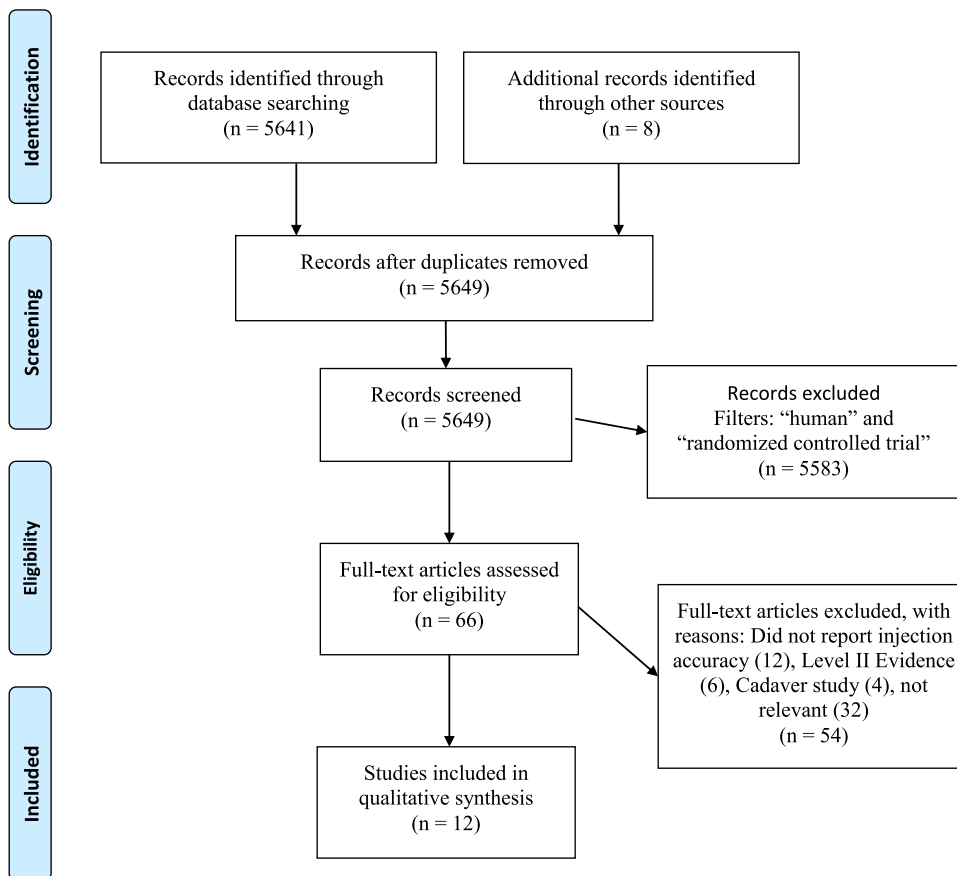 Identification
Records identified through
database searching
(n = 5641)
Additional records identified
through other sources
(n = 8)
Screening
Records after duplicates removed
(n = 5649)
Records screened
(n = 5649)
Records excluded
Filters: “human” and
“randomized controlled trial”
(n = 5583)
Eligibility
Full-text articles assessed
for eligibility
(n = 66)
Full-text articles excluded, with
reasons: Did not report injection
accuracy (12), Level II Evidence
(6), Cadaver study (4), not
relevant (32)
(n = 54)
Included
Studies included in
qualitative synthesis
(n = 12)